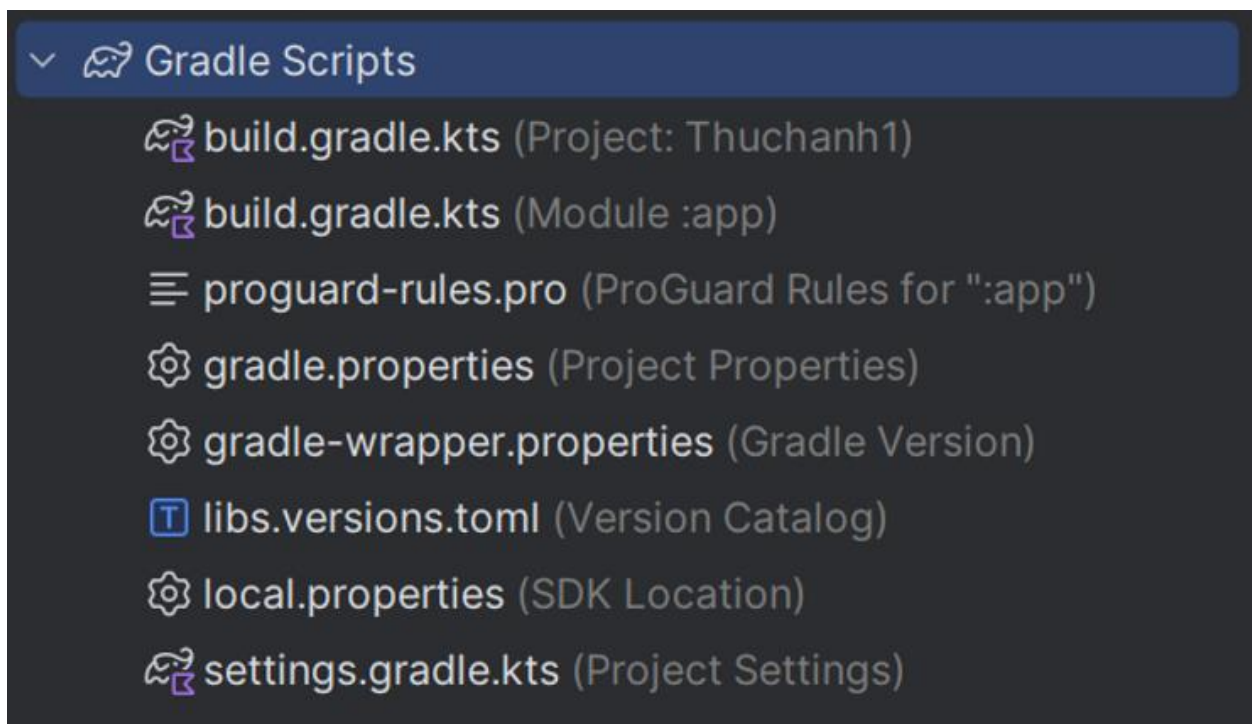 Gradle Scripts
build.gradle.kts (Project: Thuchanh1)
build.gradle.kts (Module :app)
proguard-rules.pro (ProGuard Rules for ":app")
gradle.properties (Project Properties)
gradle-wrapper.properties (Gradle Version)
libs.versions.toml (Version Catalog)
local.properties (SDK Location)
settings.gradle.kts (Project Settings)